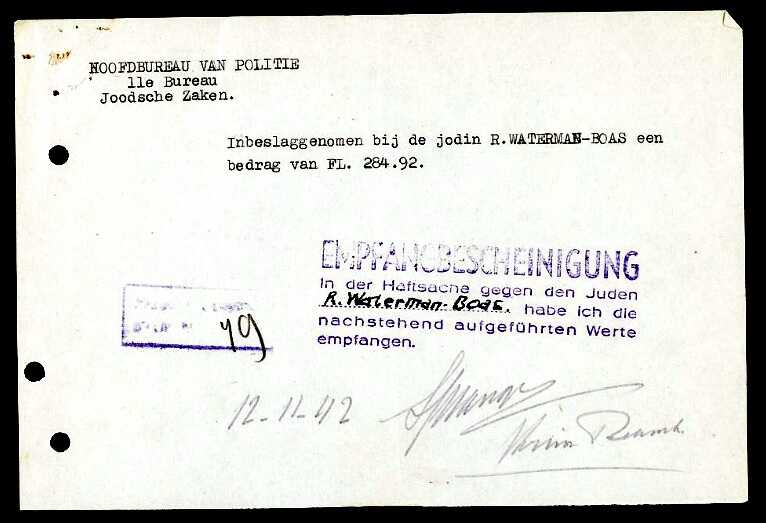 HOOFDBUREAU VAN POLITIE
11e Bureau
Joodsche Zaken.
Inbeslaggenomen bij de jodin R.WATERMAN-BOAS een
bedrag van FL. 284.92.
EMPFANGBESCHEINIGUNG
In der Haftsache gegen den Juden
R. Waterman-Boas. habe ich die
nachstehend aufgeführten Werte
empfangen.
49
12-11-42